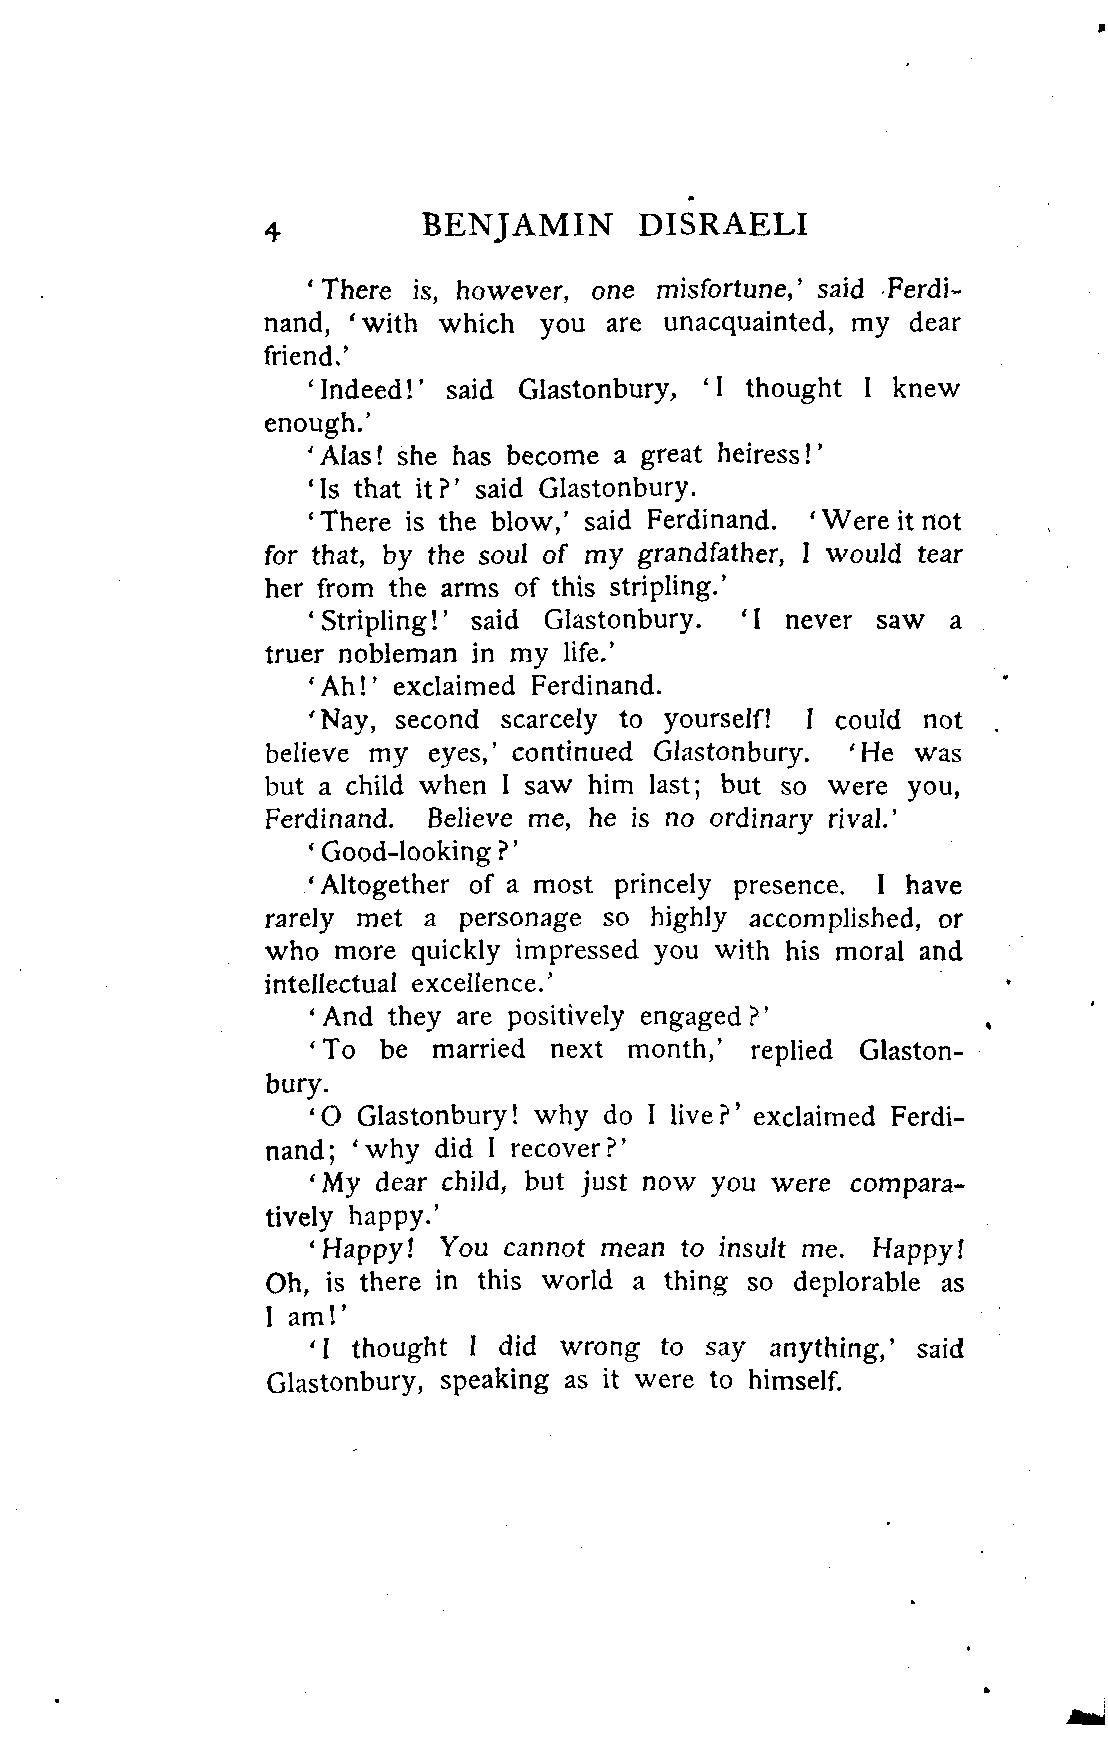 4 BENJAMIN DISRAELI
‘There is, however, one misfortune,’ said Ferdi-
nand, ‘with which you are unacquainted, my dear
friend.’
‘Indeed!’ said Glastonbury, ‘I thought I knew
enough.’
‘Alas! she has become a great heiress!’
‘Is that it?’ said Glastonbury.
‘There is the blow,’ said Ferdinand. ‘Were it not
for that, by the soul of my grandfather, I would tear
her from the arms of this stripling.’
‘Stripling!’ said Glastonbury. ‘I never saw a
truer nobleman in my life.’
‘Ah!’ exclaimed Ferdinand.
‘Nay, second scarcely to yourself! I could not
believe my eyes,’ continued Glastonbury. ‘He was
but a child when I saw him last; but so were you,
Ferdinand. Believe me, he is no ordinary rival.’
‘Good-looking?’
‘Altogether of a most princely presence. I have
rarely met a personage so highly accomplished, or
who more quickly impressed you with his moral and
intellectual excellence.’
‘And they are positively engaged?’
‘To be married next month,’ replied Glaston-
bury.
‘O Glastonbury! why do I live?’ exclaimed Ferdi-
nand; ‘why did I recover?’
‘My dear child, but just now you were compara-
tively happy.’
‘Happy! You cannot mean to insult me. Happy!
Oh, is there in this world a thing so deplorable as
I am!’
‘I thought I did wrong to say anything,’ said
Glastonbury, speaking as it were to himself.